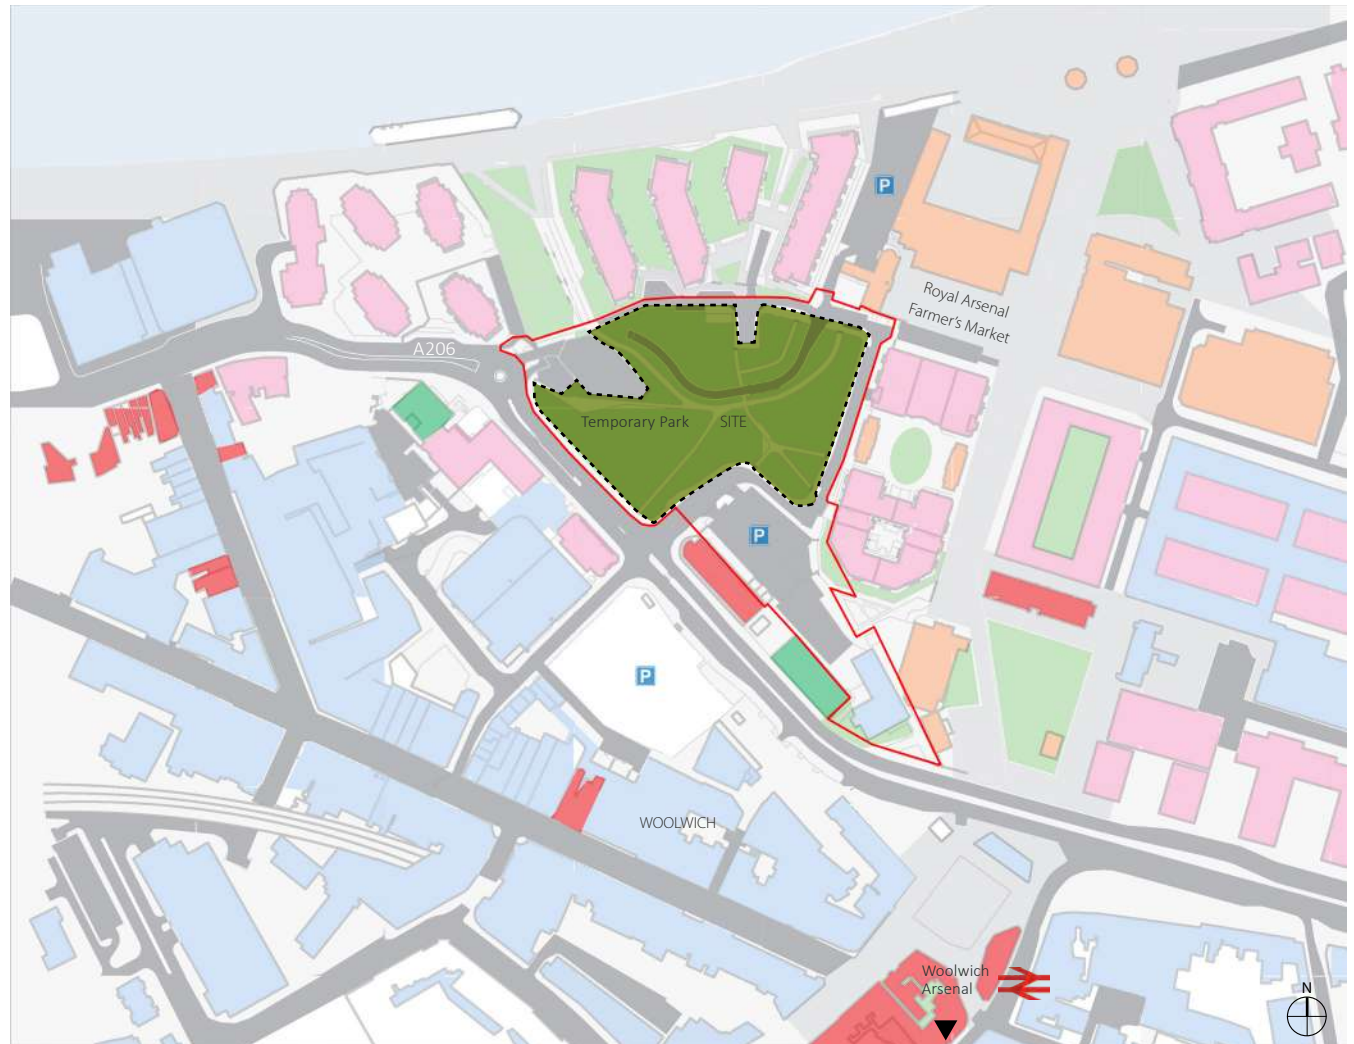 P
Royal Arsenal
Farmer's Market
A206
Temporary Park SITE
P
P
WOOLWICH
Woolwich
Arsenal
N